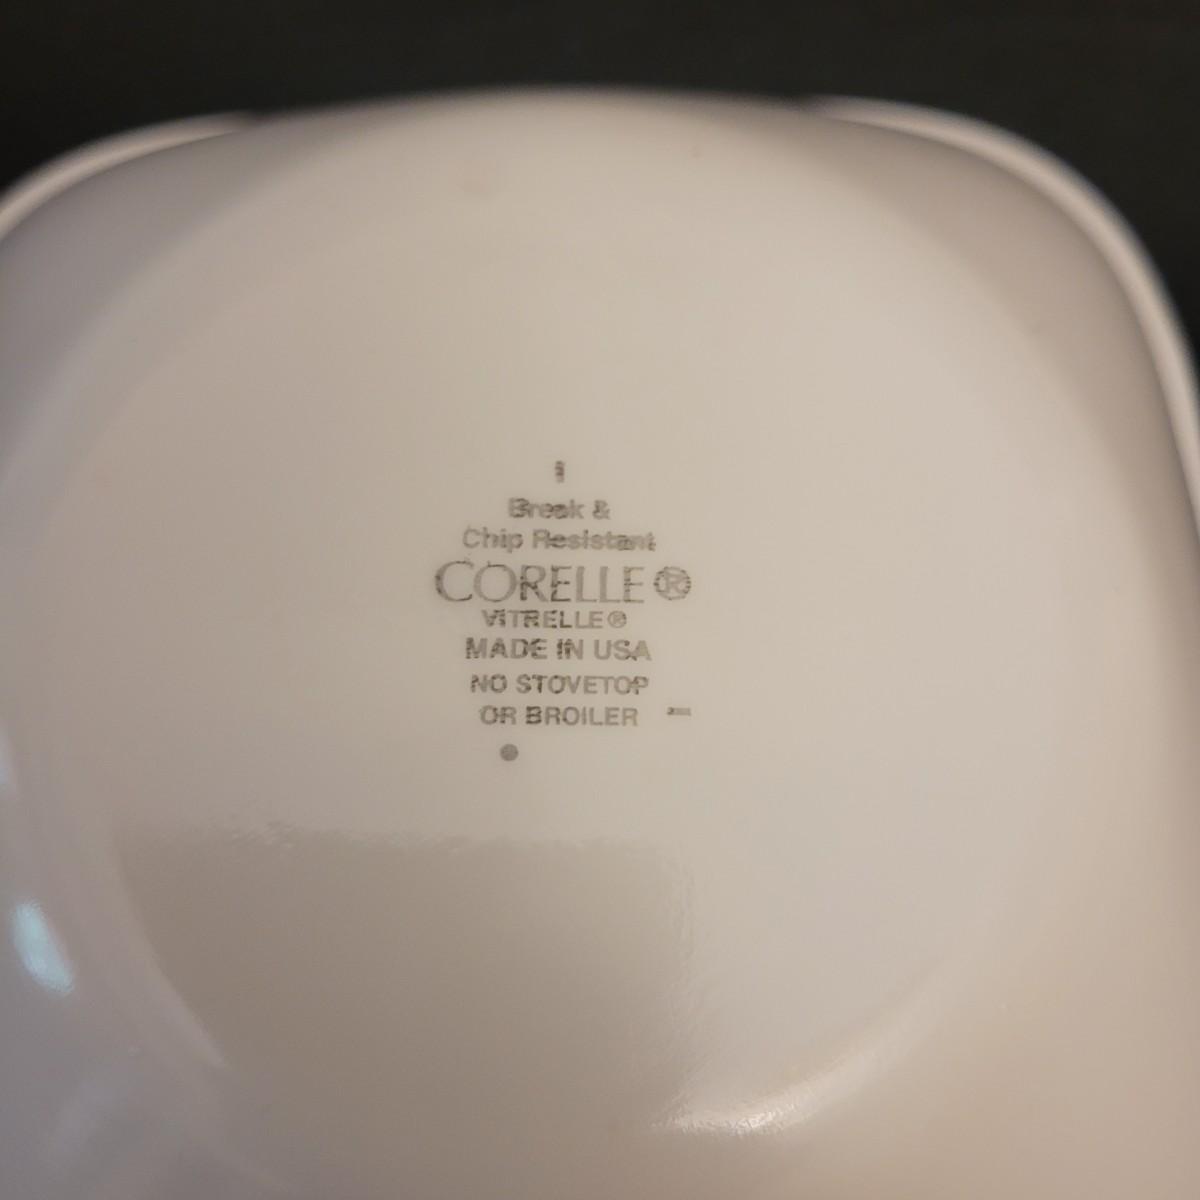 Break &
Chip Resistant
CORELLE®
VITRELLE®
MADE IN USA
NO STOVETOP
OR BROILER